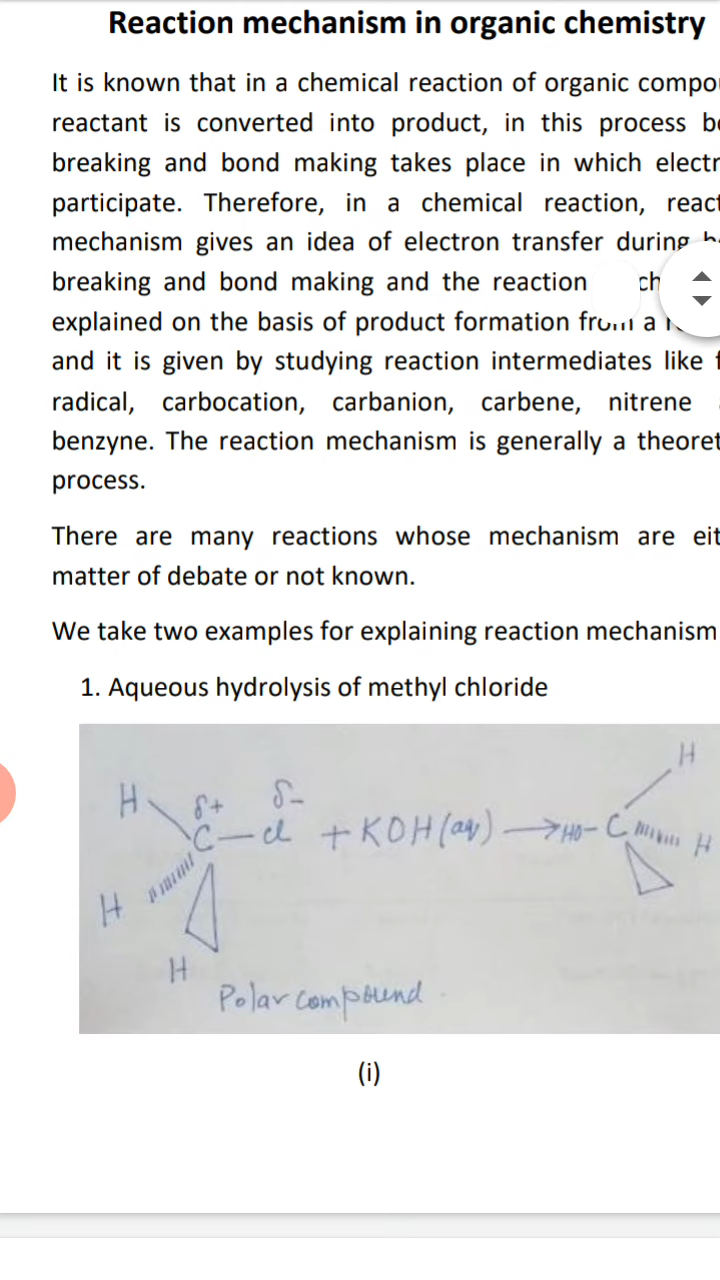 Reaction mechanism in organic chemistry
It is known that in a chemical reaction of organic
reactant is converted into product, in this process
breaking and bond making takes place in which
participate. Therefore, in a chemical reaction,
mechanism gives an idea of electron transfer during
breaking and bond making and the reaction
explained on the basis of product formation from a
and it is given by studying reaction intermediates like
radical, carbocation, carbanion, carbene, nitrene
benzyne. The reaction mechanism is generally a
process.
There are many reactions whose mechanism are
matter of debate or not known.
We take two examples for explaining reaction mechanism
1. Aqueous hydrolysis of methyl chloride
H
H δ+ δ-
C — cl + KOH(aq) → HO- C H
H
H
Polar compound
(i)